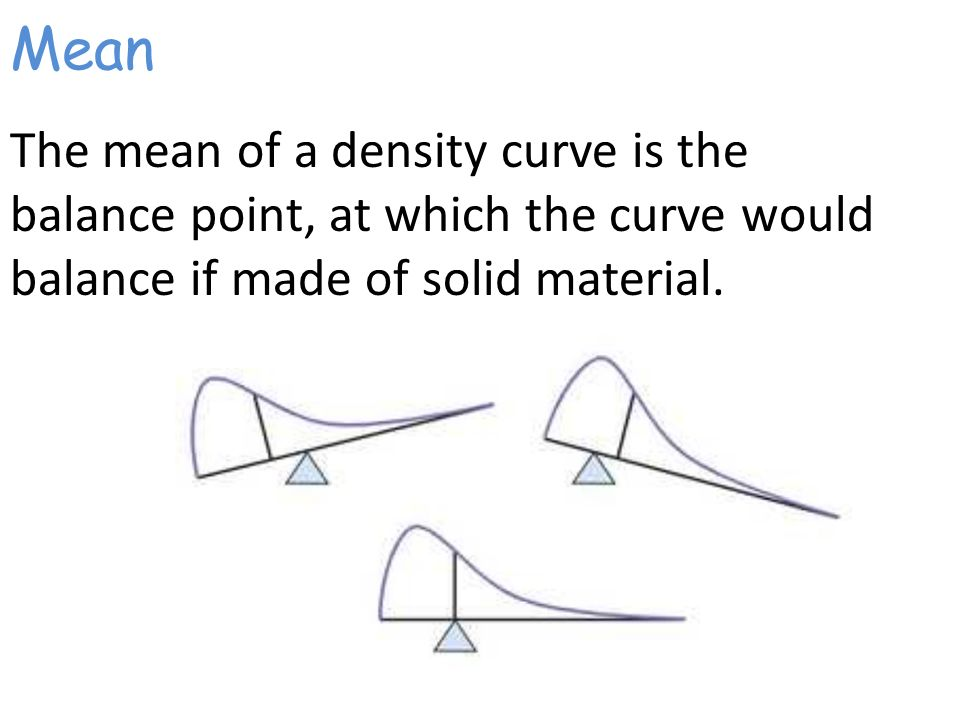 Mean
The mean of a density curve is the
balance point, at which the curve would
balance if made of solid material.